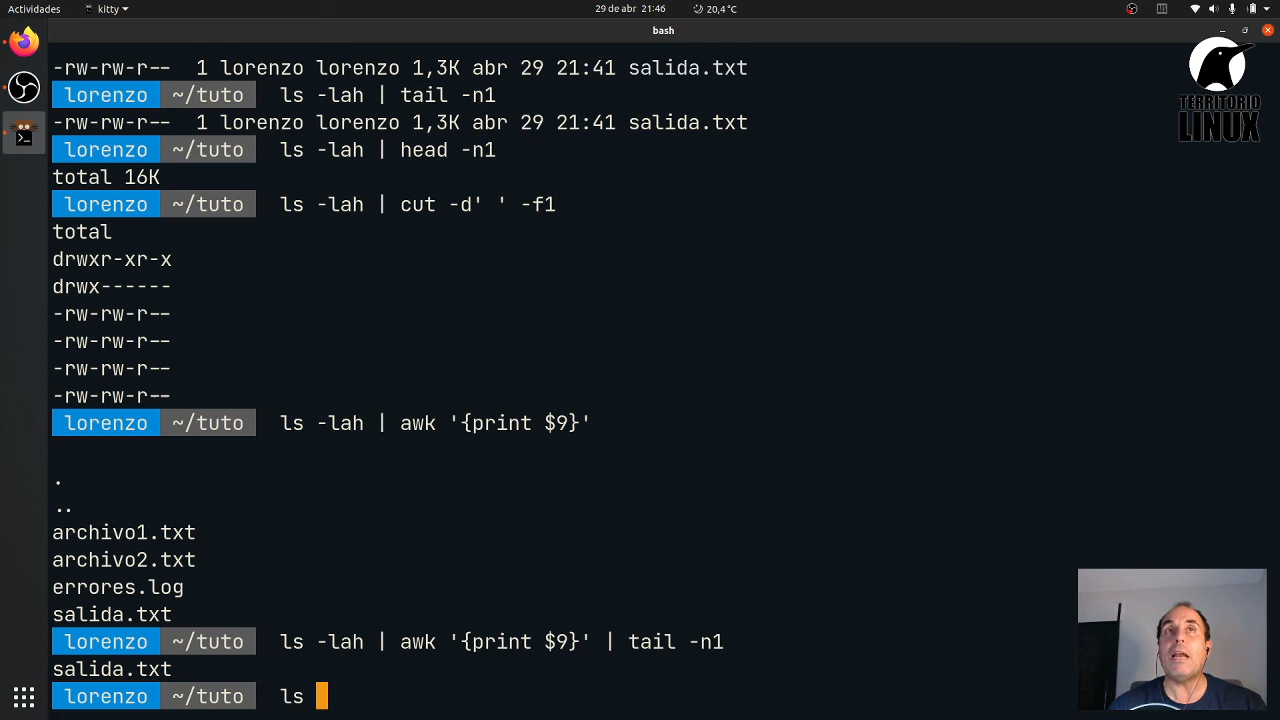 Actividades kitty 29 de abr 21:46 20,4 °C
bash
-rw-rw-r-- 1 lorenzo lorenzo 1,3K abr 29 21:41 salida.txt
lorenzo ~/tuto ls -lah | tail -n1
-rw-rw-r-- 1 lorenzo lorenzo 1,3K abr 29 21:41 salida.txt
lorenzo ~/tuto ls -lah | head -n1
total 16K
lorenzo ~/tuto ls -lah | cut -d' ' -f1
total
drwxr-xr-x
drwx------
-rw-rw-r--
-rw-rw-r--
-rw-rw-r--
-rw-rw-r--
lorenzo ~/tuto ls -lah | awk '{print $9}'
.
..
archivo1.txt
archivo2.txt
errores.log
salida.txt
lorenzo ~/tuto ls -lah | awk '{print $9}' | tail -n1
salida.txt
lorenzo ~/tuto ls
TERRITORIO
LINUX